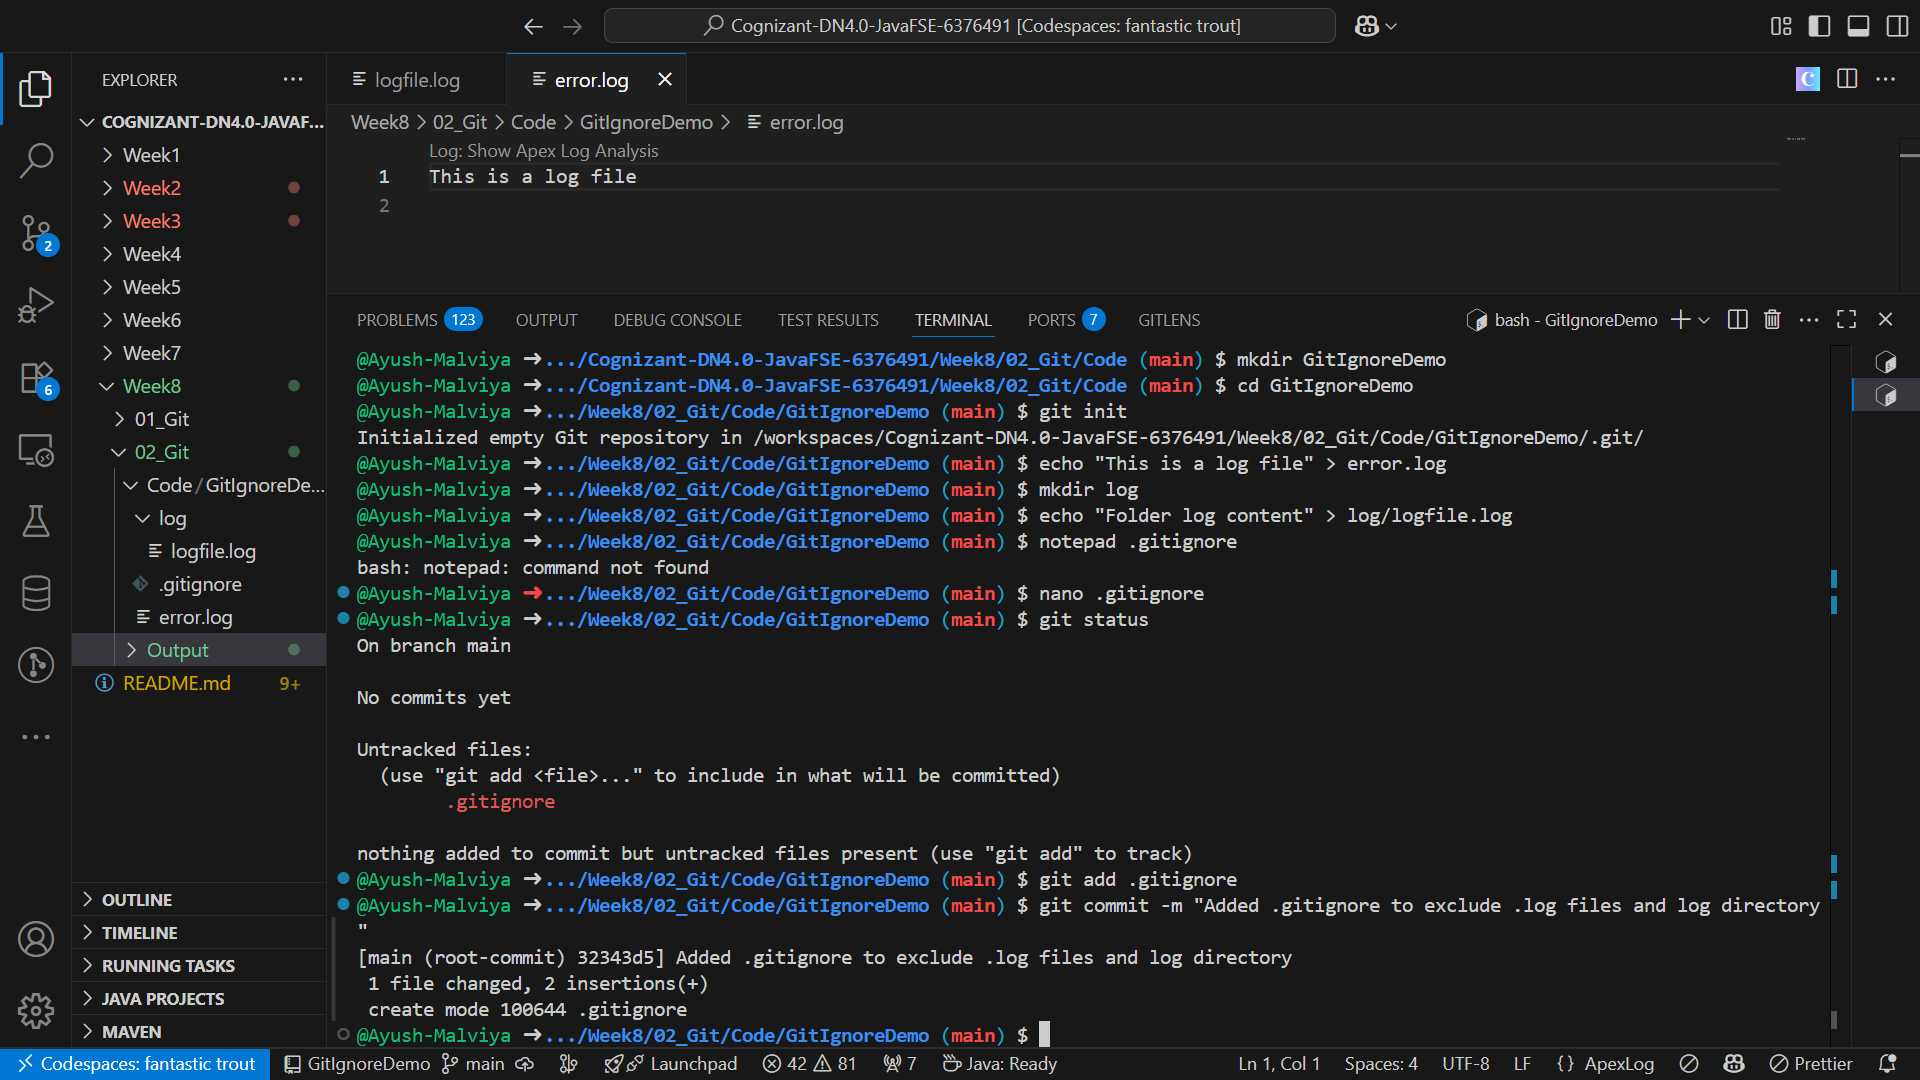 Cognizant-DN4.0-JavaFSE-6376491 [Codespaces: fantastic trout]
EXPLORER
logfile.log
error.log
COGNIZANT-DN4.0-JAVAF...
Week1
Week2
Week3
Week4
Week5
Week6
Week7
Week8
01_Git
02_Git
Code/GitIgnoreDe...
log
logfile.log
.gitignore
error.log
Output
README.md 9+
2
6
OUTLINE
TIMELINE
RUNNING TASKS
JAVA PROJECTS
MAVEN
Week8 > 02_Git > Code > GitIgnoreDemo > error.log
Log: Show Apex Log Analysis
1 This is a log file
2
PROBLEMS 123 OUTPUT DEBUG CONSOLE TEST RESULTS TERMINAL PORTS 7 GITLENS
bash - GitIgnoreDemo
@Ayush-Malviya ➜.../Cognizant-DN4.0-JavaFSE-6376491/Week8/02_Git/Code (main) $ mkdir GitIgnoreDemo
@Ayush-Malviya ➜.../Cognizant-DN4.0-JavaFSE-6376491/Week8/02_Git/Code (main) $ cd GitIgnoreDemo
@Ayush-Malviya ➜.../Week8/02_Git/Code/GitIgnoreDemo (main) $ git init
Initialized empty Git repository in /workspaces/Cognizant-DN4.0-JavaFSE-6376491/Week8/02_Git/Code/GitIgnoreDemo/.git/
@Ayush-Malviya ➜.../Week8/02_Git/Code/GitIgnoreDemo (main) $ echo "This is a log file" > error.log
@Ayush-Malviya ➜.../Week8/02_Git/Code/GitIgnoreDemo (main) $ mkdir log
@Ayush-Malviya ➜.../Week8/02_Git/Code/GitIgnoreDemo (main) $ echo "Folder log content" > log/logfile.log
@Ayush-Malviya ➜.../Week8/02_Git/Code/GitIgnoreDemo (main) $ notepad .gitignore
bash: notepad: command not found
@Ayush-Malviya ➜.../Week8/02_Git/Code/GitIgnoreDemo (main) $ nano .gitignore
@Ayush-Malviya ➜.../Week8/02_Git/Code/GitIgnoreDemo (main) $ git status
On branch main
No commits yet
Untracked files:
(use "git add <file>..." to include in what will be committed)
.gitignore
nothing added to commit but untracked files present (use "git add" to track)
@Ayush-Malviya ➜.../Week8/02_Git/Code/GitIgnoreDemo (main) $ git add .gitignore
@Ayush-Malviya ➜.../Week8/02_Git/Code/GitIgnoreDemo (main) $ git commit -m "Added .gitignore to exclude .log files and log directory
"
[main (root-commit) 32343d5] Added .gitignore to exclude .log files and log directory
1 file changed, 2 insertions(+)
create mode 100644 .gitignore
@Ayush-Malviya ➜.../Week8/02_Git/Code/GitIgnoreDemo (main) $
Codespaces: fantastic trout GitIgnoreDemo main Launchpad 42 81 7 Java: Ready Ln 1, Col 1 Spaces: 4 UTF-8 LF {} ApexLog Prettier